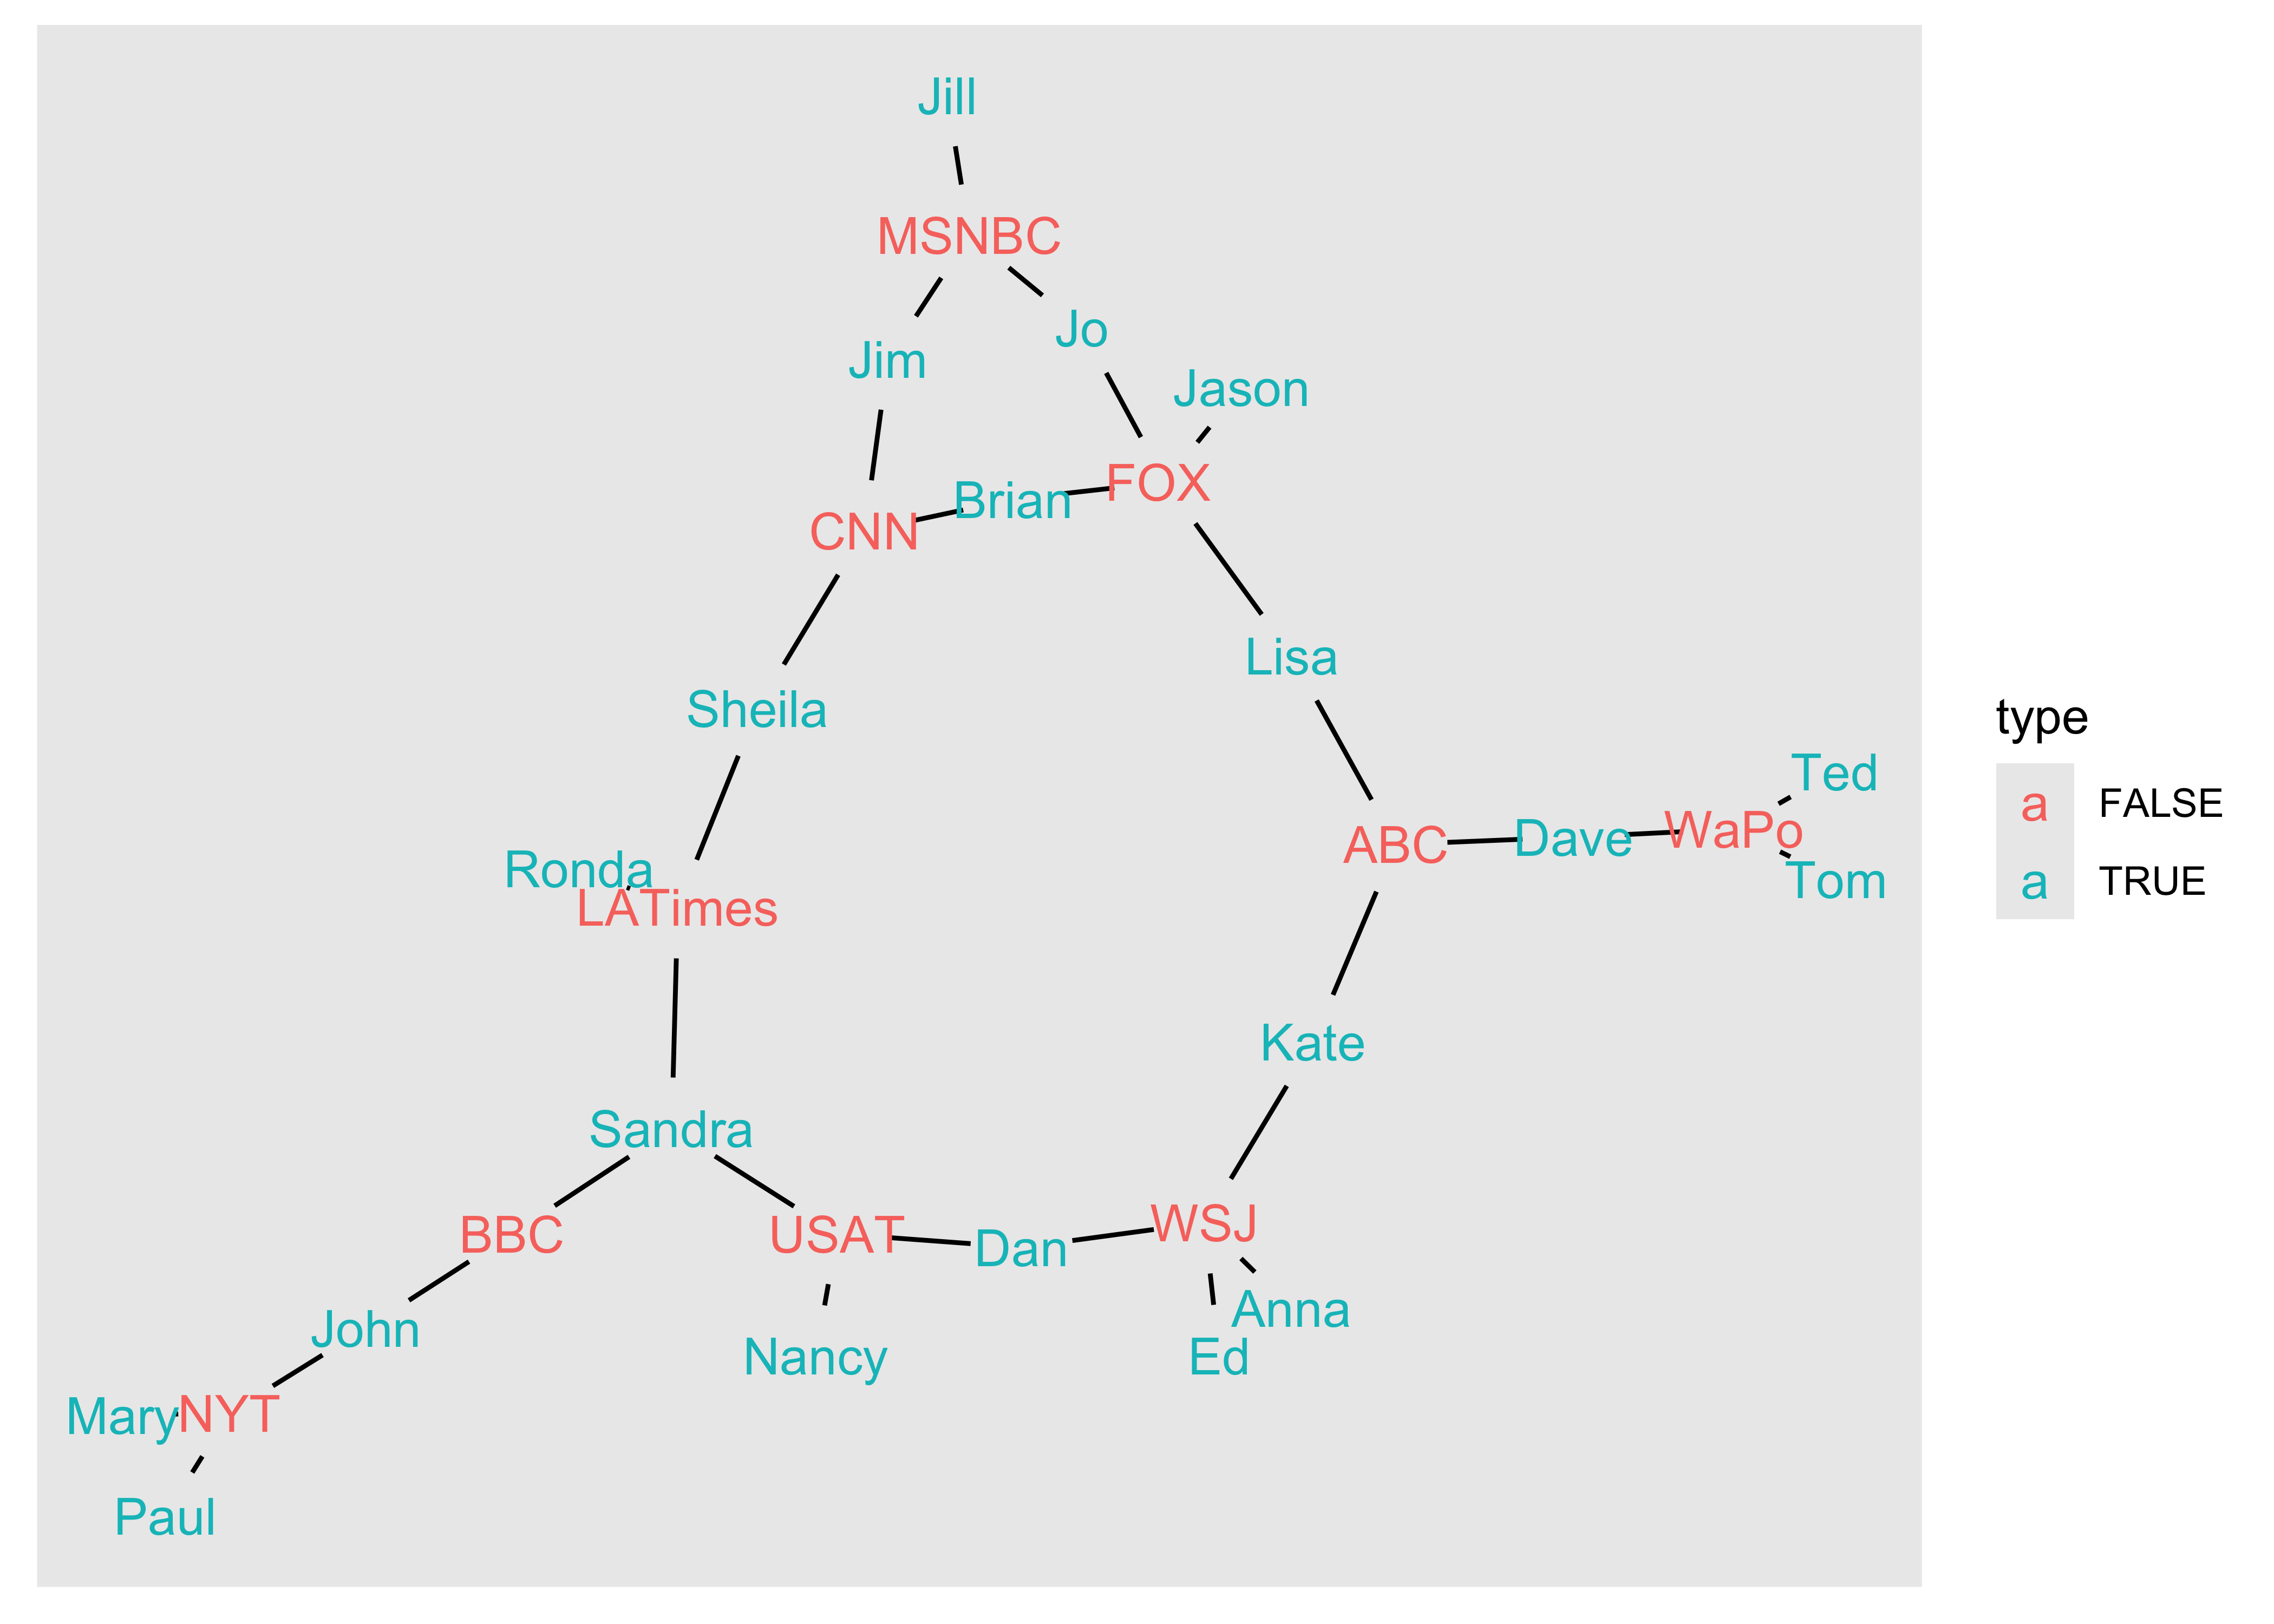 Jill
MSNBC
Jo
Jim
Jason
FOX
Brian
CNN
Lisa
Sheila
type
Ted
FALSE
WaPo
Dave
ABC
Ronda
Tom
TRUE
LATimes
Kate
Sandra
WSJ
BBC
USAT
Dan
Anna
John
Nancy
Ed
Mary
NYT
Paul
a
a